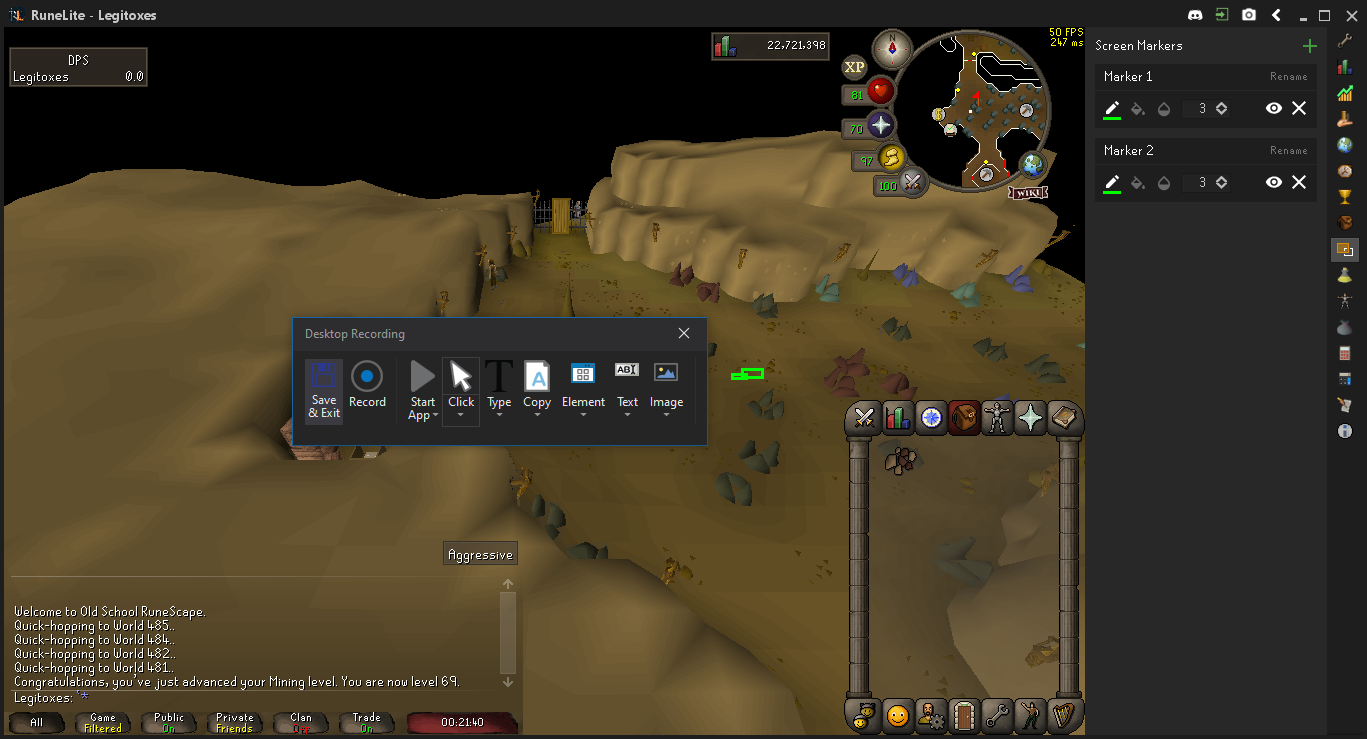 RuneLite - Legitoxes
DPS
Legitoxes 0.0
22,721,398
50 FPS
247 ms
N
XP
81
70
97
100
WIKI
Screen Markers
Marker 1 Rename
3
Marker 2 Rename
3
Desktop Recording
Save & Exit
Record
Start App
Click
Type
Copy
Element
Text
Image
Aggressive
Welcome to Old School RuneScape.
Quick-hopping to World 485..
Quick-hopping to World 484..
Quick-hopping to World 482..
Quick-hopping to World 481..
Congratulations, you've just advanced your Mining level. You are now level 69.
Legitoxes: *
All
Game Filtered
Public On
Private Friends
Clan Off
Trade On
00:21:40